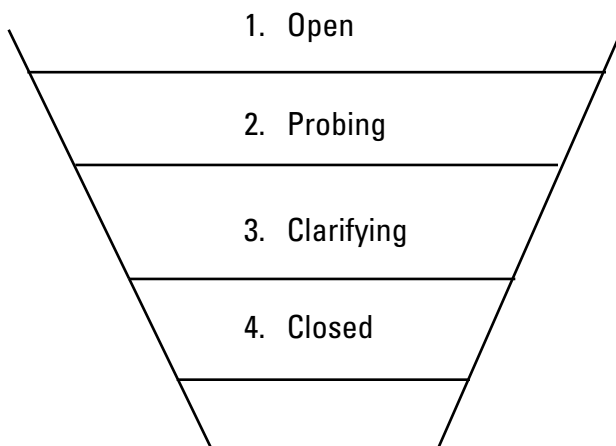 1. Open
2. Probing
3. Clarifying
4. Closed